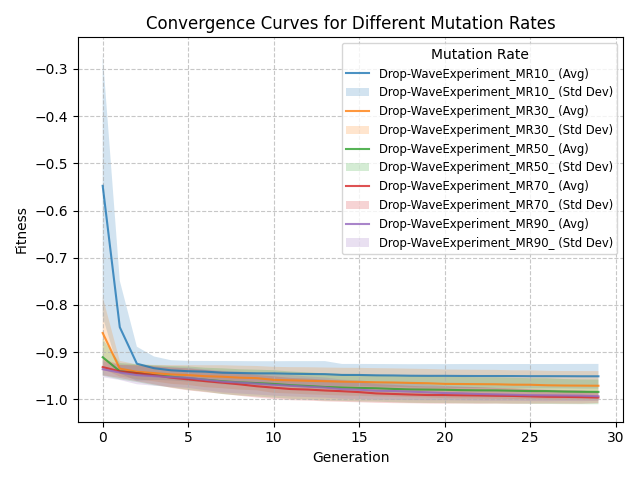 Convergence Curves for Different Mutation Rates
Mutation Rate
Drop-WaveExperiment_MR10_ (Avg)
Drop-WaveExperiment_MR10_ (Std Dev)
Drop-WaveExperiment_MR30_ (Avg)
Drop-WaveExperiment_MR30_ (Std Dev)
Drop-WaveExperiment_MR50_ (Avg)
Drop-WaveExperiment_MR50_ (Std Dev)
Drop-WaveExperiment_MR70_ (Avg)
Drop-WaveExperiment_MR70_ (Std Dev)
Drop-WaveExperiment_MR90_ (Avg)
Drop-WaveExperiment_MR90_ (Std Dev)
Fitness
−0.3
−0.4
−0.5
−0.6
−0.7
−0.8
−0.9
−1.0
0 5 10 15 20 25 30
Generation